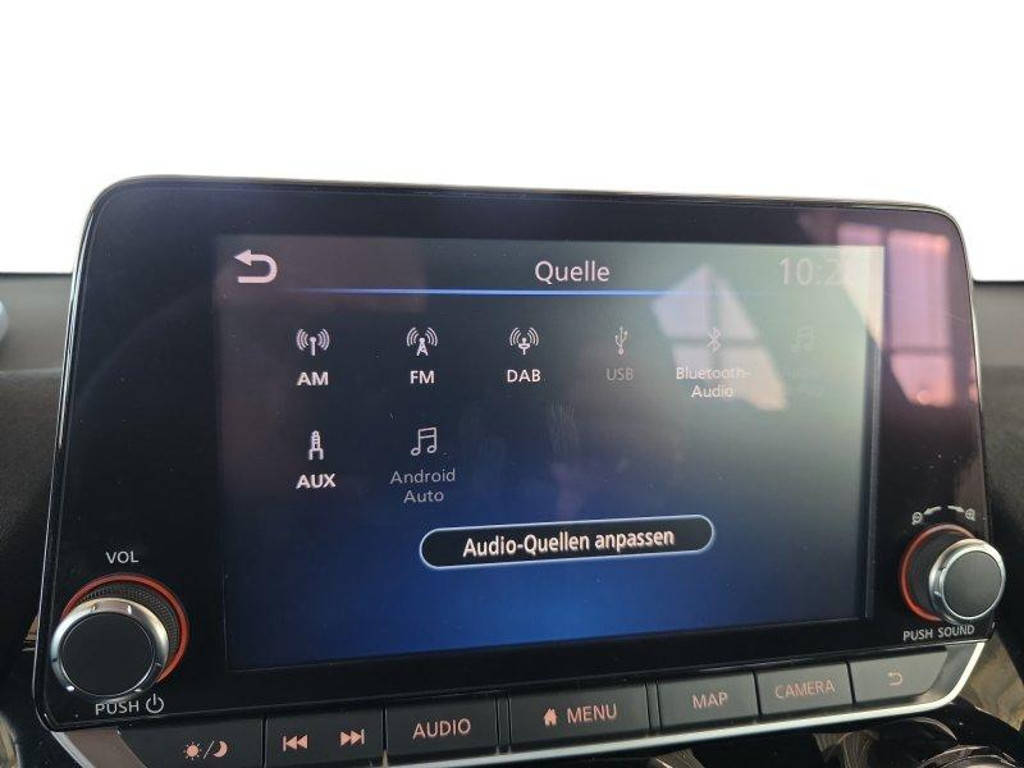 Quelle
10:2
AM
FM
DAB
USB
Bluetooth-
Audio
AUX
Android
Auto
Audio-Quellen anpassen
VOL
PUSH
PUSH SOUND
AUDIO
MENU
MAP
CAMERA